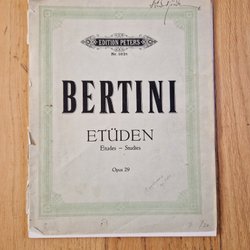 EDITION PETERS
BERTINI
ETÜDEN
Etudes – Studies
Opus 29